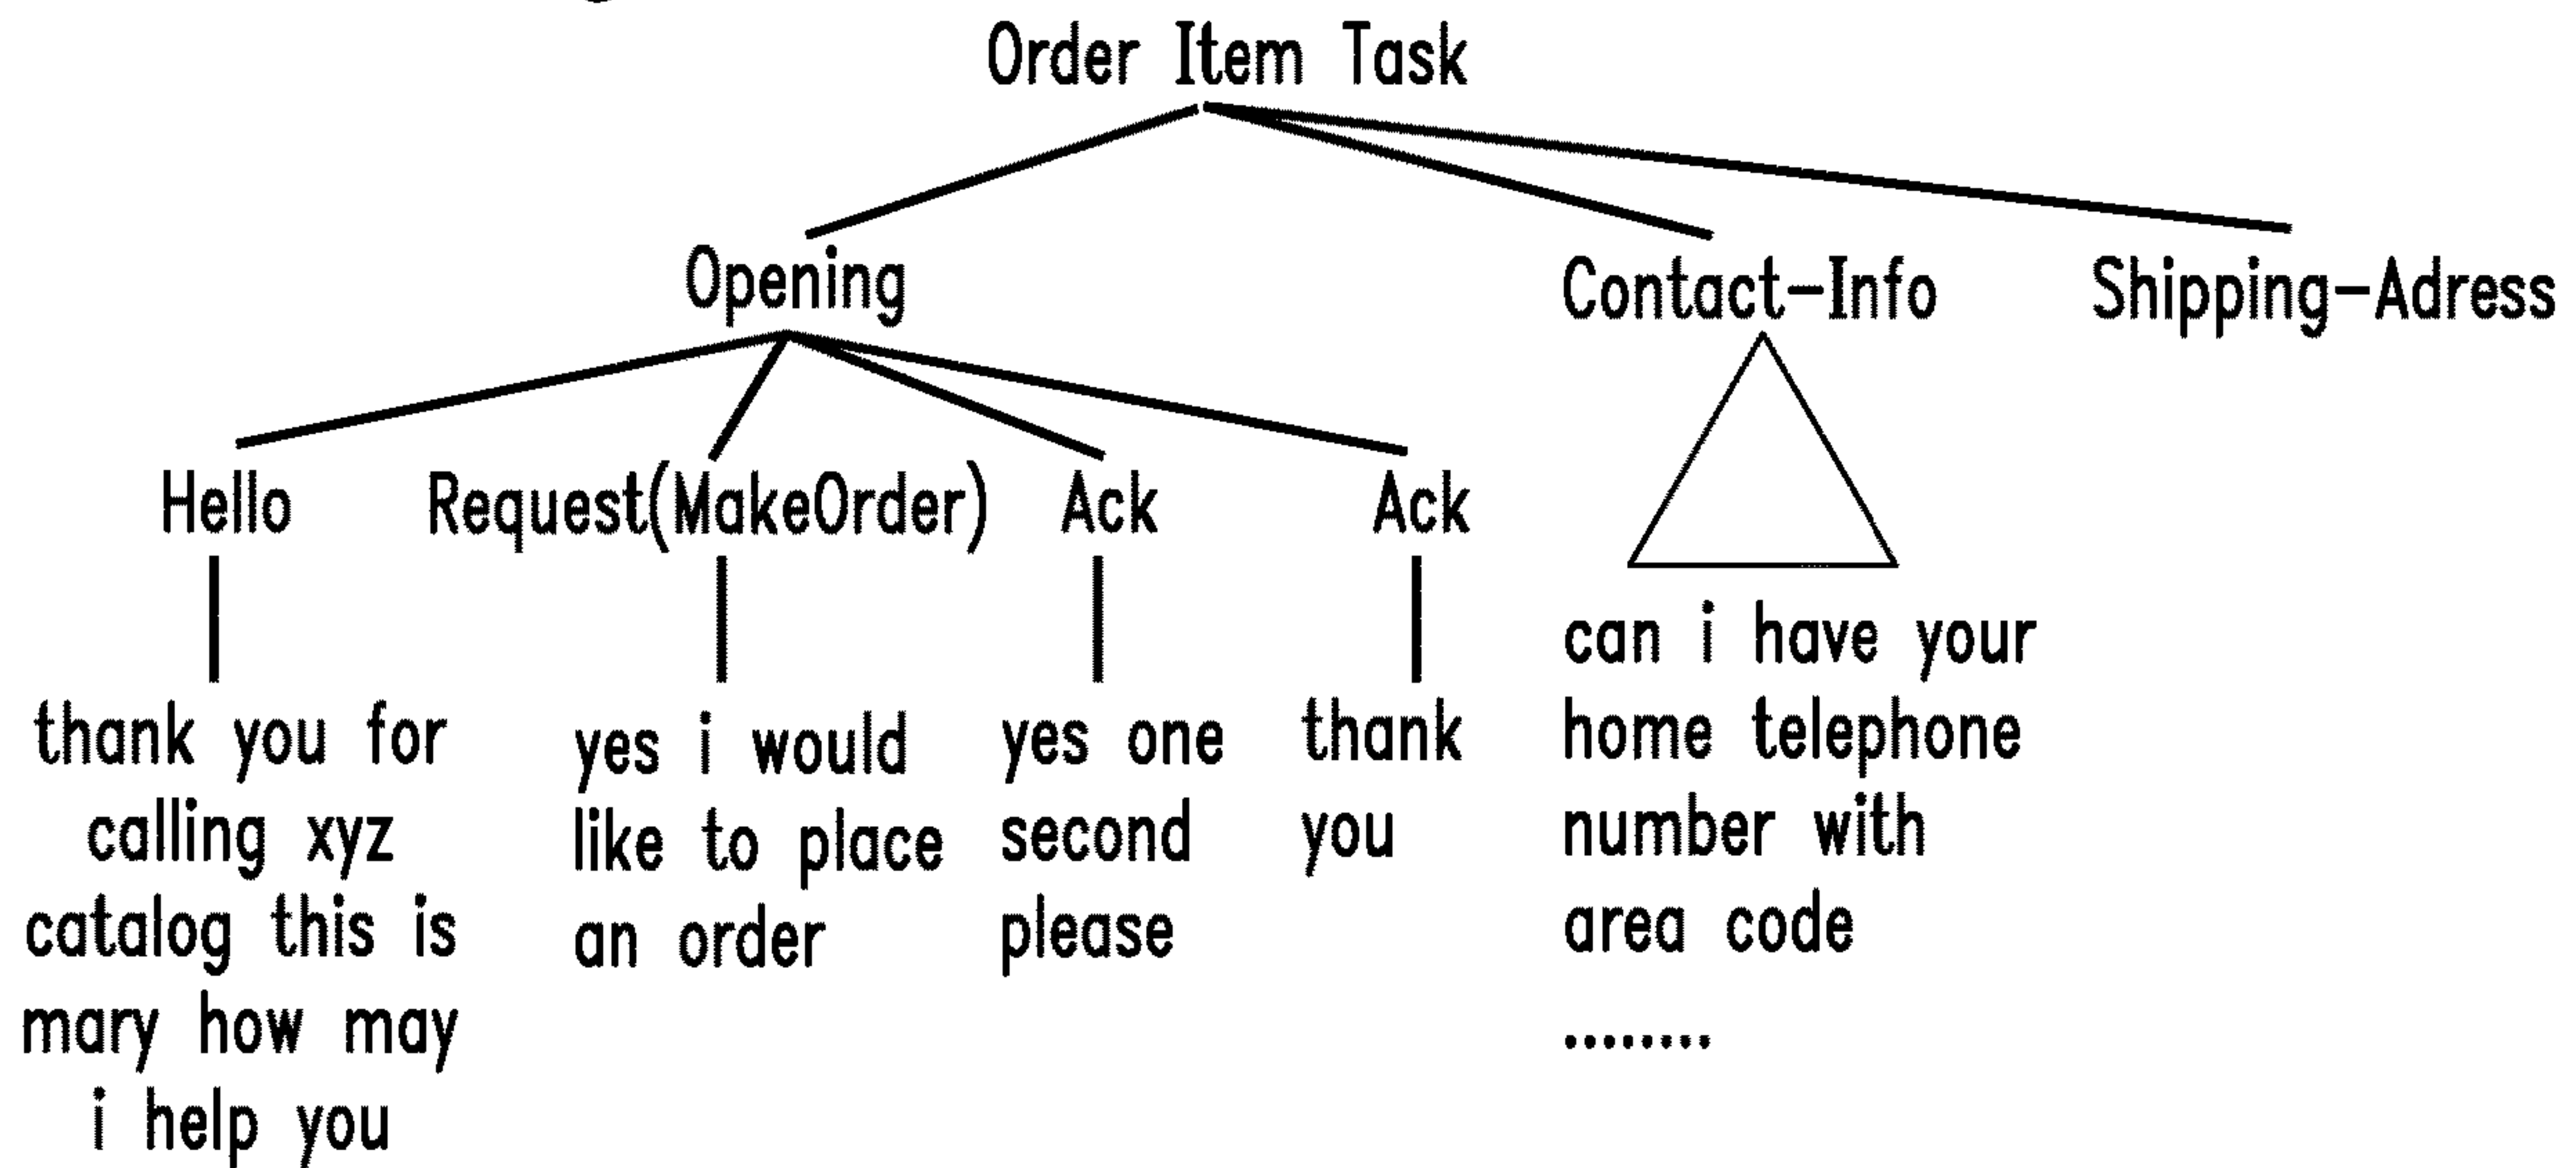 Order Item Task
Opening
Contact-Info
Shipping-Adress
Hello
Request(MakeOrder)
Ack
Ack
thank you for
calling xyz
catalog this is
mary how may
i help you
yes i would
like to place
an order
yes one
second
please
thank
you
can i have your
home telephone
number with
area code
........